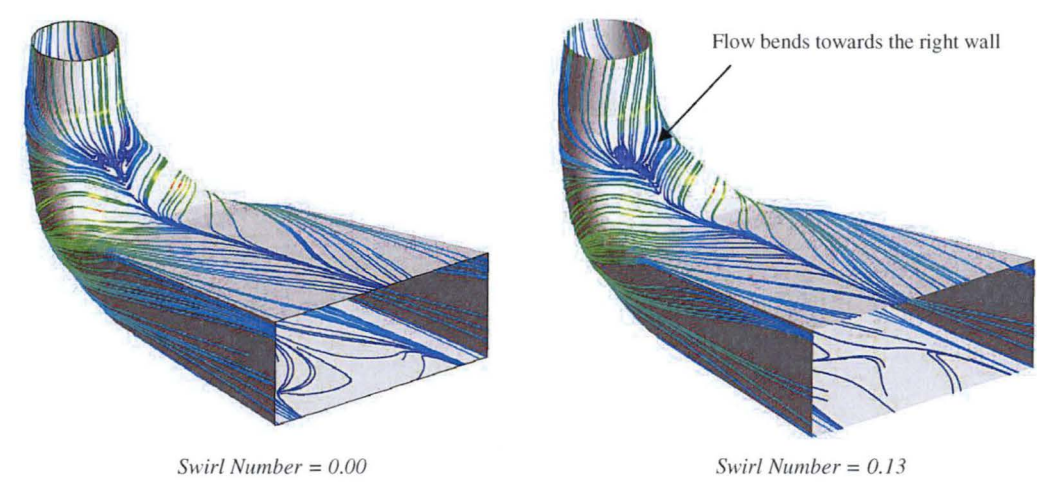 Flow bends towards the right wall
Swirl Number = 0.00
Swirl Number = 0.13